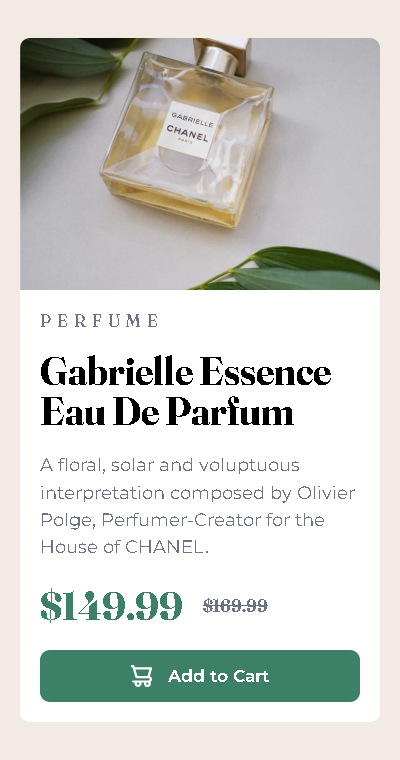 GABRIELLE
CHANEL
PARIS
PERFUME
Gabrielle Essence
Eau De Parfum
A floral, solar and voluptuous
interpretation composed by Olivier
Polge, Perfumer-Creator for the
House of CHANEL.
$149.99 $169.99
Add to Cart